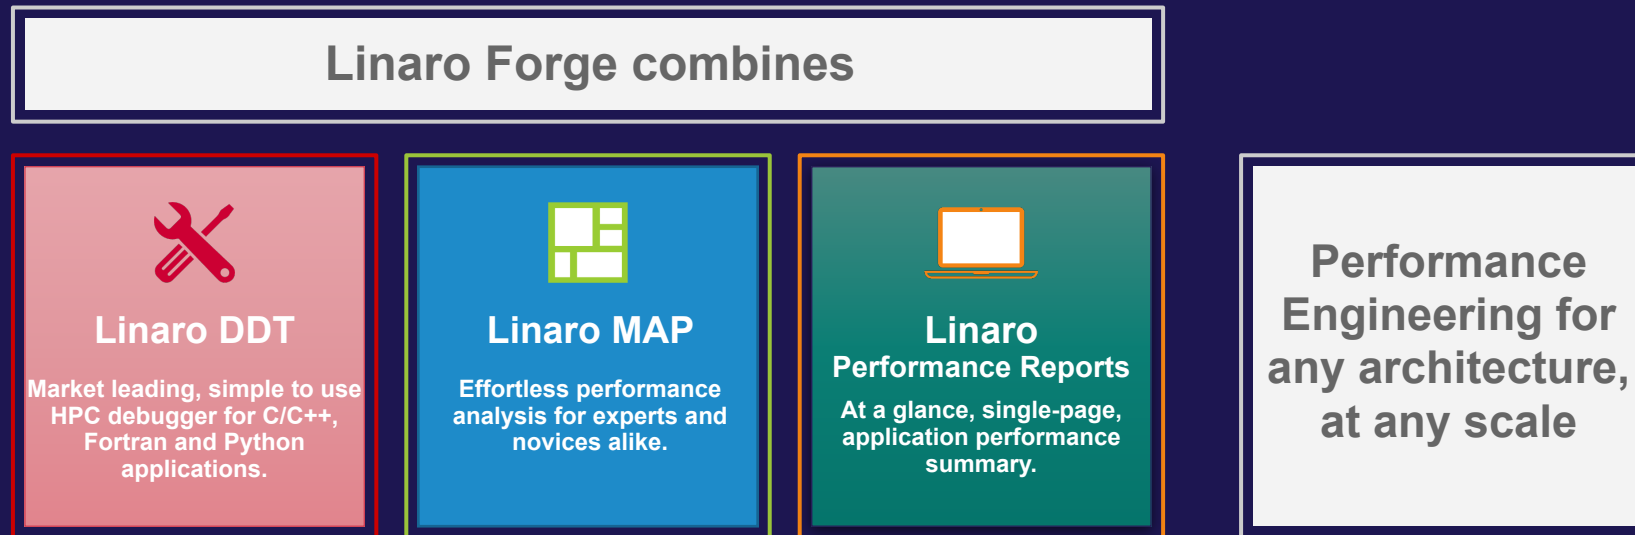 Linaro Forge combines
Linaro DDT
Market leading, simple to use
HPC debugger for C/C++,
Fortran and Python
applications.
Linaro MAP
Effortless performance
analysis for experts and
novices alike.
Linaro
Performance Reports
At a glance, single-page,
application performance
summary.
Performance
Engineering for
any architecture,
at any scale